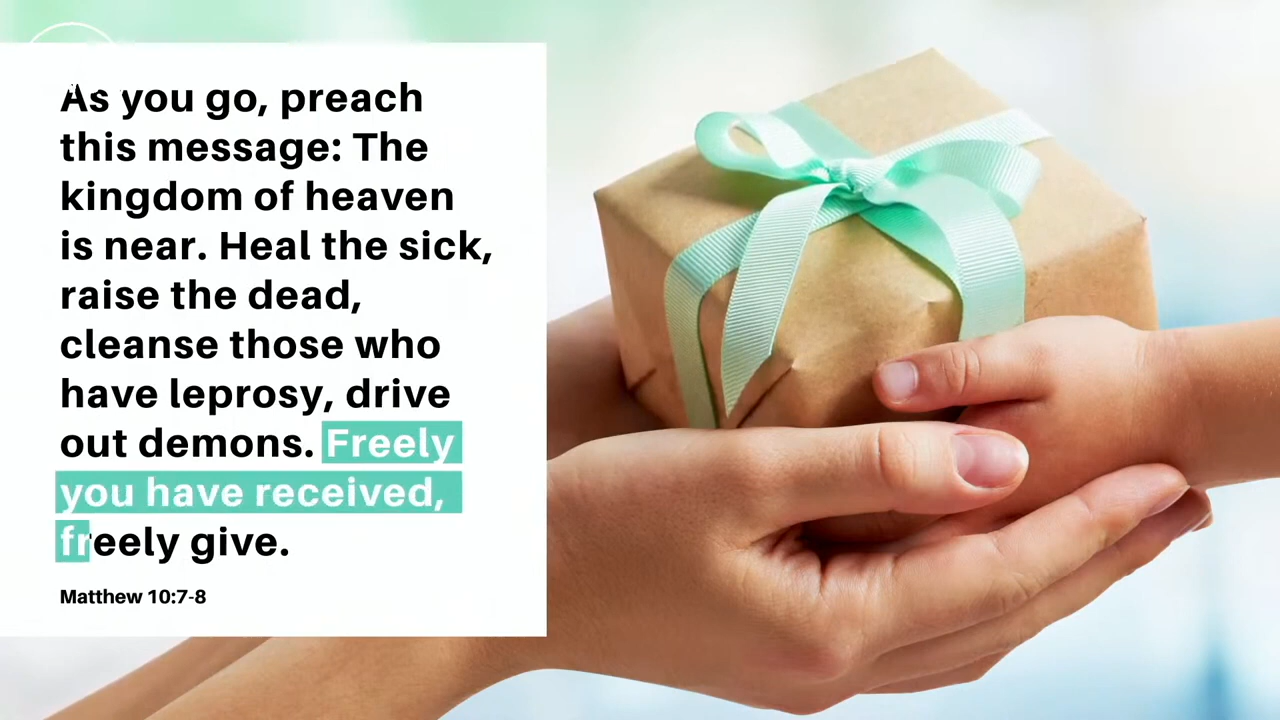 As you go, preach
this message: The
kingdom of heaven
is near. Heal the sick,
raise the dead,
cleanse those who
have leprosy, drive
out demons. Freely
you have received,
freely give.
Matthew 10:7-8